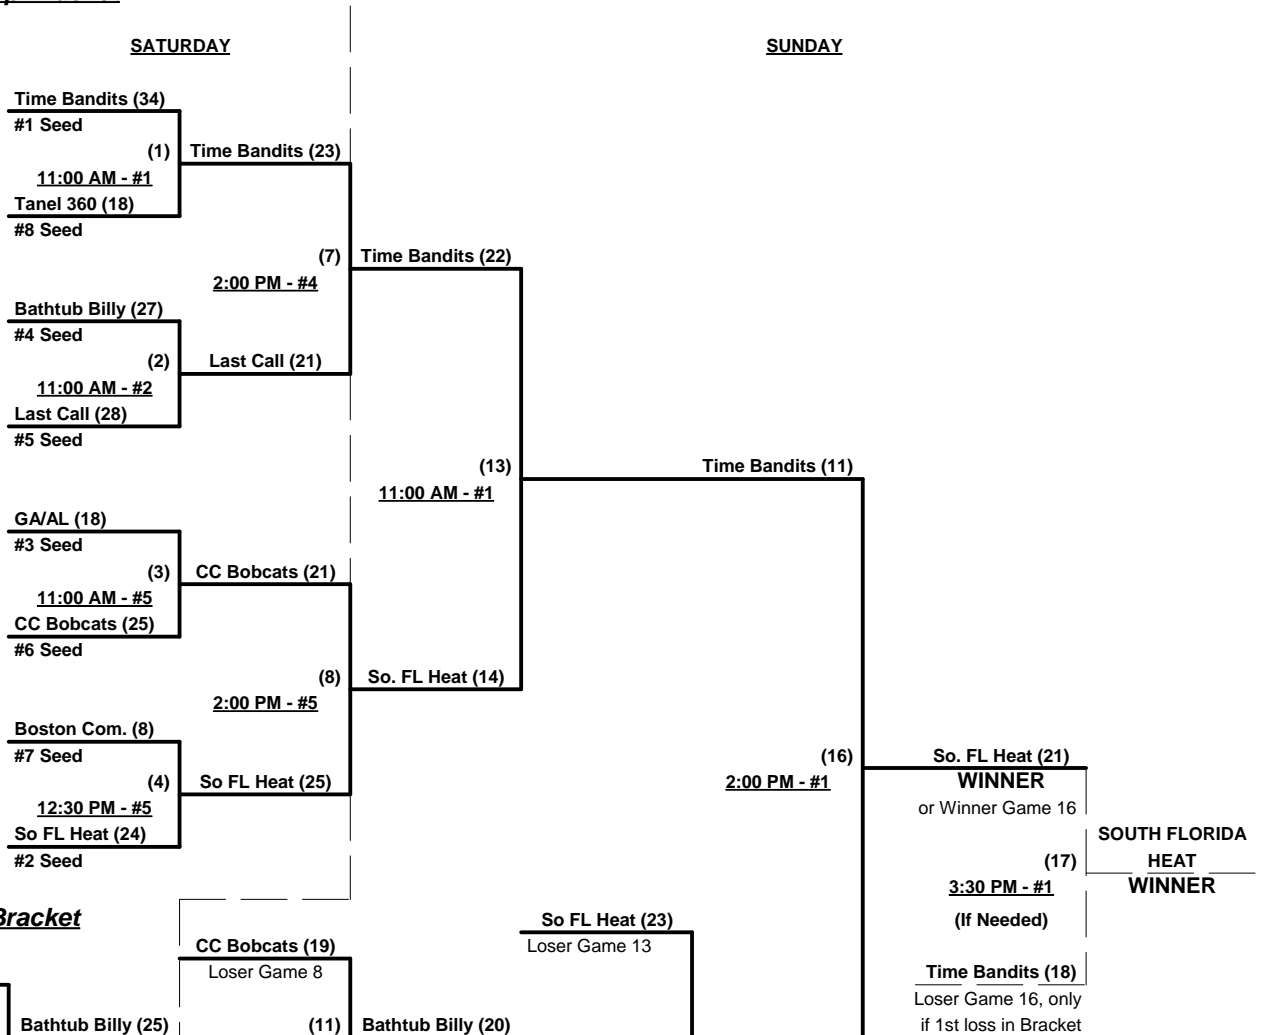 SATURDAY
SUNDAY
Time Bandits (34)
#1 Seed
(1)
Time Bandits (23)
11:00 AM - #1
Tanel 360 (18)
#8 Seed
(7)
Time Bandits (22)
2:00 PM - #4
Bathtub Billy (27)
#4 Seed
(2)
Last Call (21)
11:00 AM - #2
Last Call (28)
#5 Seed
(13)
Time Bandits (11)
11:00 AM - #1
GA/AL (18)
#3 Seed
(3)
CC Bobcats (21)
11:00 AM - #5
CC Bobcats (25)
#6 Seed
(8)
So. FL Heat (14)
2:00 PM - #5
Boston Com. (8)
#7 Seed
(4)
So FL Heat (25)
12:30 PM - #5
So FL Heat (24)
#2 Seed
(16)
So. FL Heat (21)
2:00 PM - #1
WINNER
or Winner Game 16
SOUTH FLORIDA
(17)
HEAT
3:30 PM - #1
WINNER
(If Needed)
Bracket
So FL Heat (23)
Loser Game 13
CC Bobcats (19)
Loser Game 8
Time Bandits (18)
Loser Game 16, only
if 1st loss in Bracket
Bathtub Billy (25)
(11)
Bathtub Billy (20)